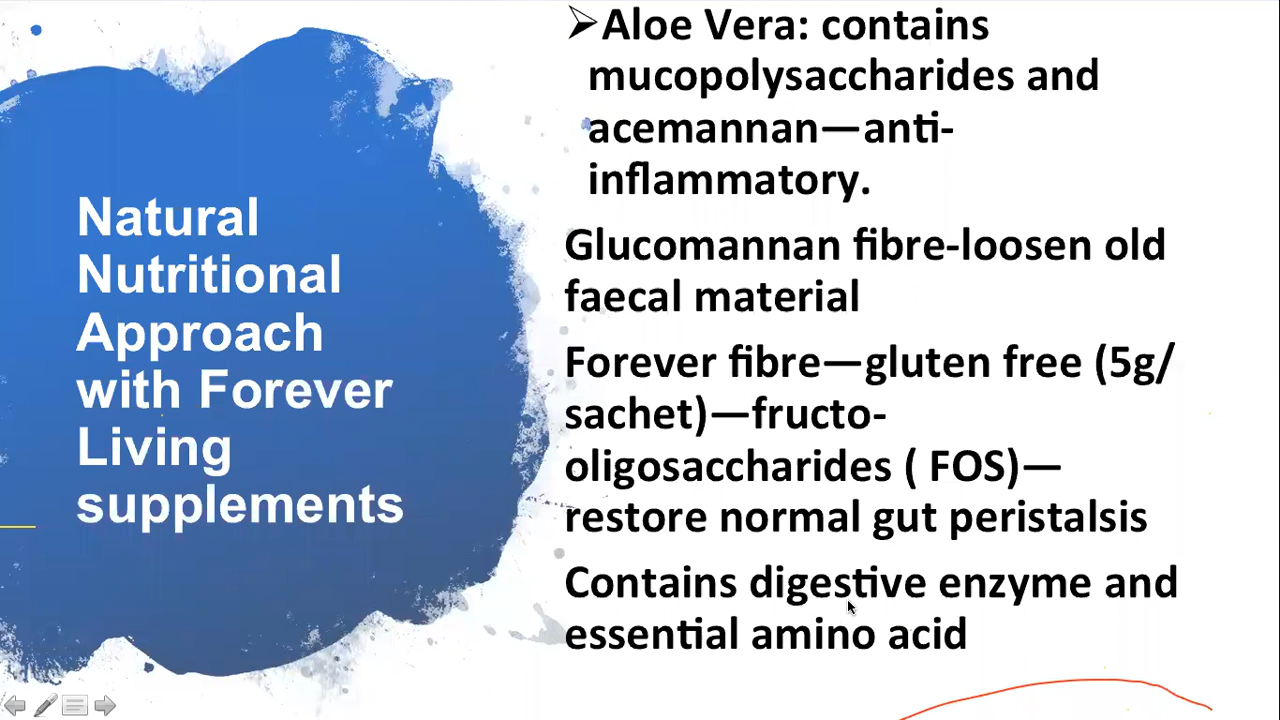 Natural
Nutritional
Approach
with Forever
Living
supplements
➢Aloe Vera: contains
mucopolysaccharides and
acemannan—anti-
inflammatory.
Glucomannan fibre-loosen old
faecal material
Forever fibre—gluten free (5g/
sachet)—fructo-
oligosaccharides ( FOS)—
restore normal gut peristalsis
Contains digestive enzyme and
essential amino acid